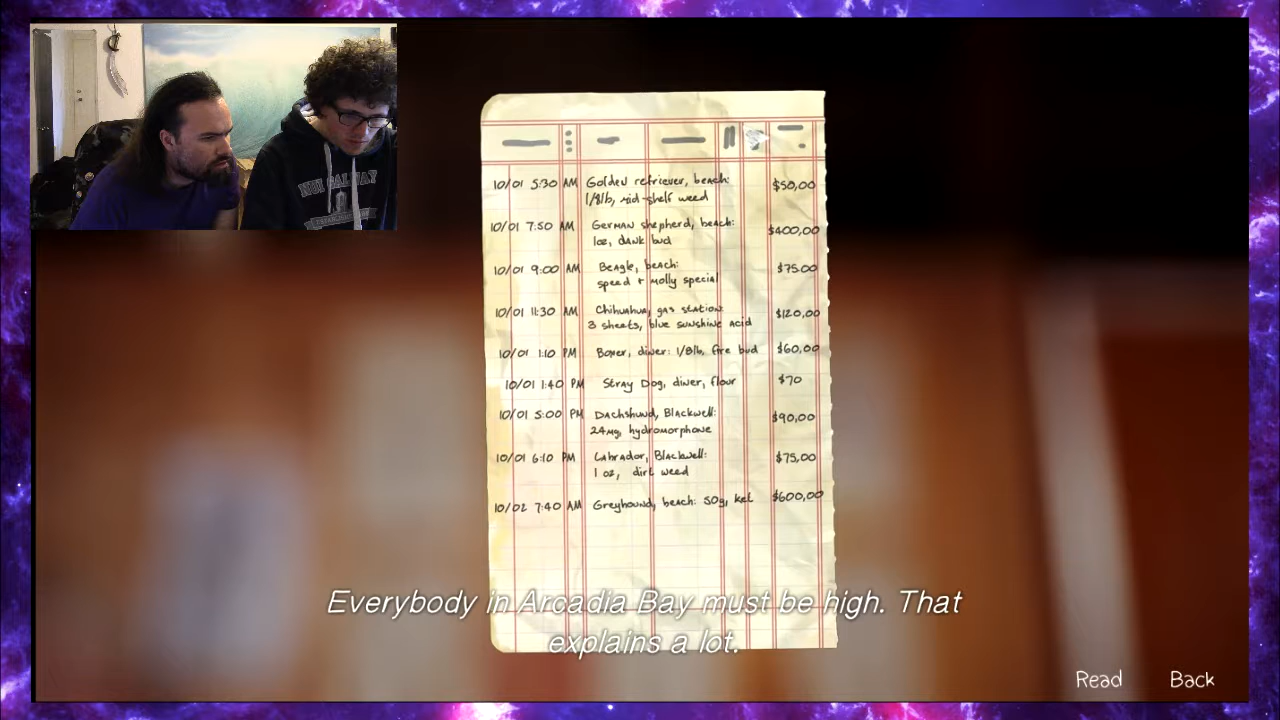 NUI GALWAY
10/01 5:30 AM Golden retriever, beach: $50,00
1/8lb, mid-shelf weed
10/01 7:50 AM German shepherd, beach: $400,00
1oz, dank bud
10/01 9:00 AM Beagle, beach: $75.00
speed + molly special
10/01 11:30 AM Chihuahua, gas station: $120,00
3 sheets, blue sunshine acid
10/01 1:10 PM Boxer, diner: 1/8lb, fire bud $60,00
10/01 1:40 PM Stray Dog, diner, flour $70
10/01 5:00 PM Dachshund, Blackwell: $90,00
24mg, hydromorphone
10/01 6:10 PM Labrador, Blackwell: $75,00
1 oz, dirt weed
10/02 7:40 AM Greyhound, beach: 50g, ket $600,00
Everybody in Arcadia Bay must be high. That
explains a lot.
Read Back